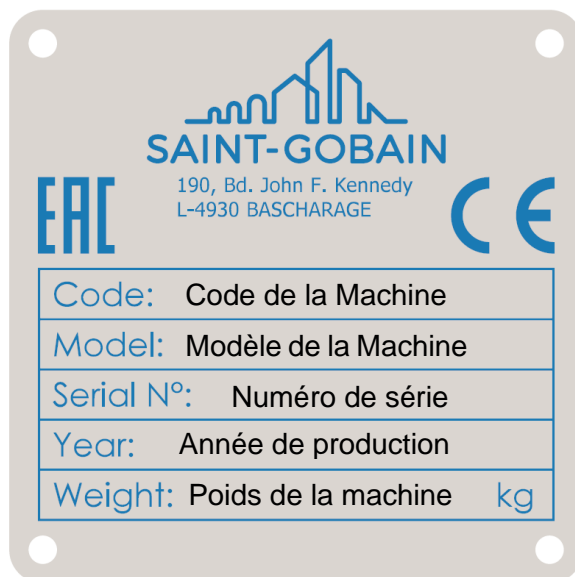 SAINT-GOBAIN
190, Bd. John F. Kennedy
L-4930 BASCHARAGE
EAC CE
Code: Code de la Machine
Model: Modèle de la Machine
Serial N°: Numéro de série
Year: Année de production
Weight: Poids de la machine kg